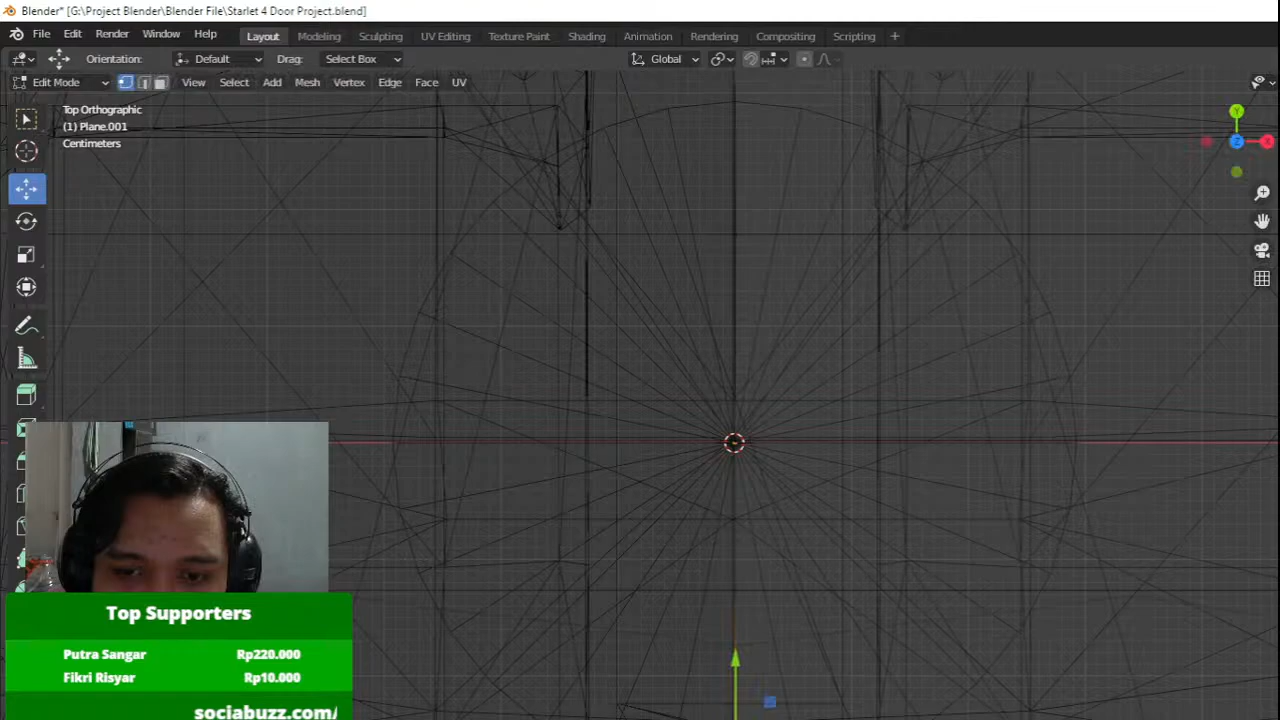 Blender* [G:\Project Blender\Blender File\Starlet 4 Door Project.blend]
File Edit Render Window Help Layout Modeling Sculpting UV Editing Texture Paint Shading Animation Rendering Compositing Scripting +
Orientation: Default Drag: Select Box Global
Edit Mode View Select Add Mesh Vertex Edge Face UV
Top Orthographic
(1) Plane.001
Centimeters
Y
Z
X
Top Supporters
Putra Sangar Rp220.000
Fikri Risyar Rp10.000
sociabuzz.com/